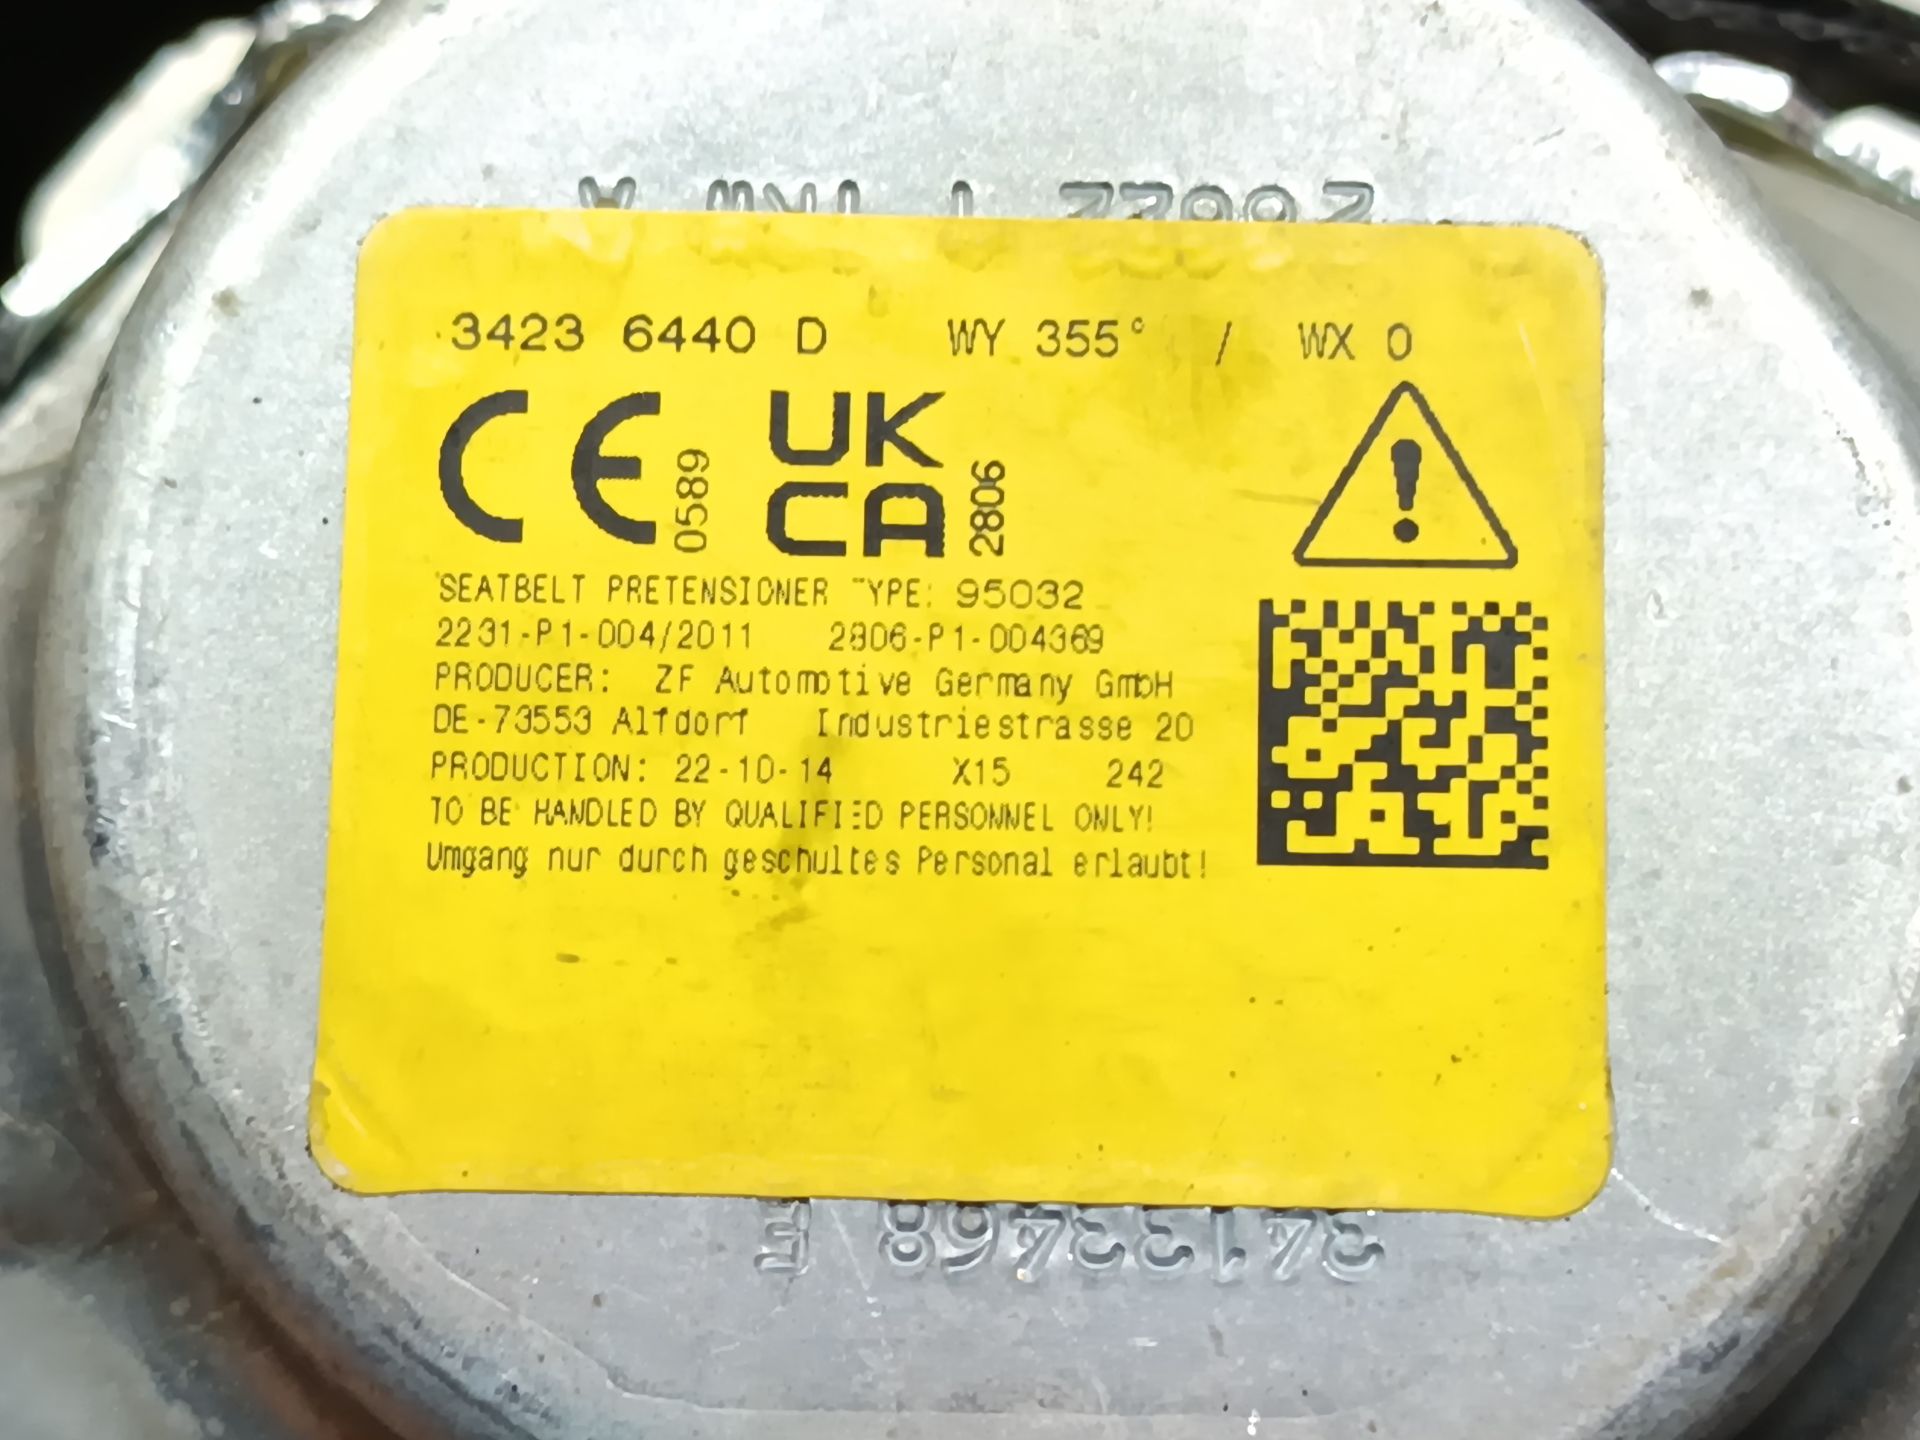 3423 6440 D WY 355° / WX 0
CE 0589 UK CA 2806
SEATBELT PRETENSIONER TYPE: 95032
2231-P1-004/2011 2806-P1-004369
PRODUCER: ZF Automotive Germany GmbH
DE-73553 Alfdorf Industriestrasse 20
PRODUCTION: 22-10-14 X15 242
TO BE HANDLED BY QUALIFIED PERSONNEL ONLY!
Umgang nur durch geschultes Personal erlaubt!
34133468 F